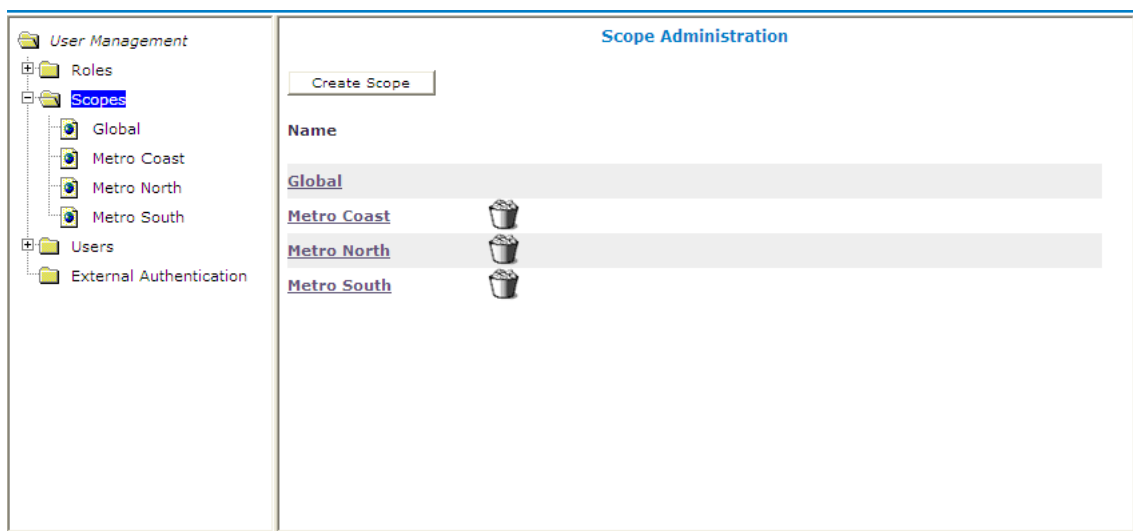 User Management
Roles
Scopes
Global
Metro Coast
Metro North
Metro South
Users
External Authentication
Scope Administration
Create Scope
Name
Global
Metro Coast
Metro North
Metro South